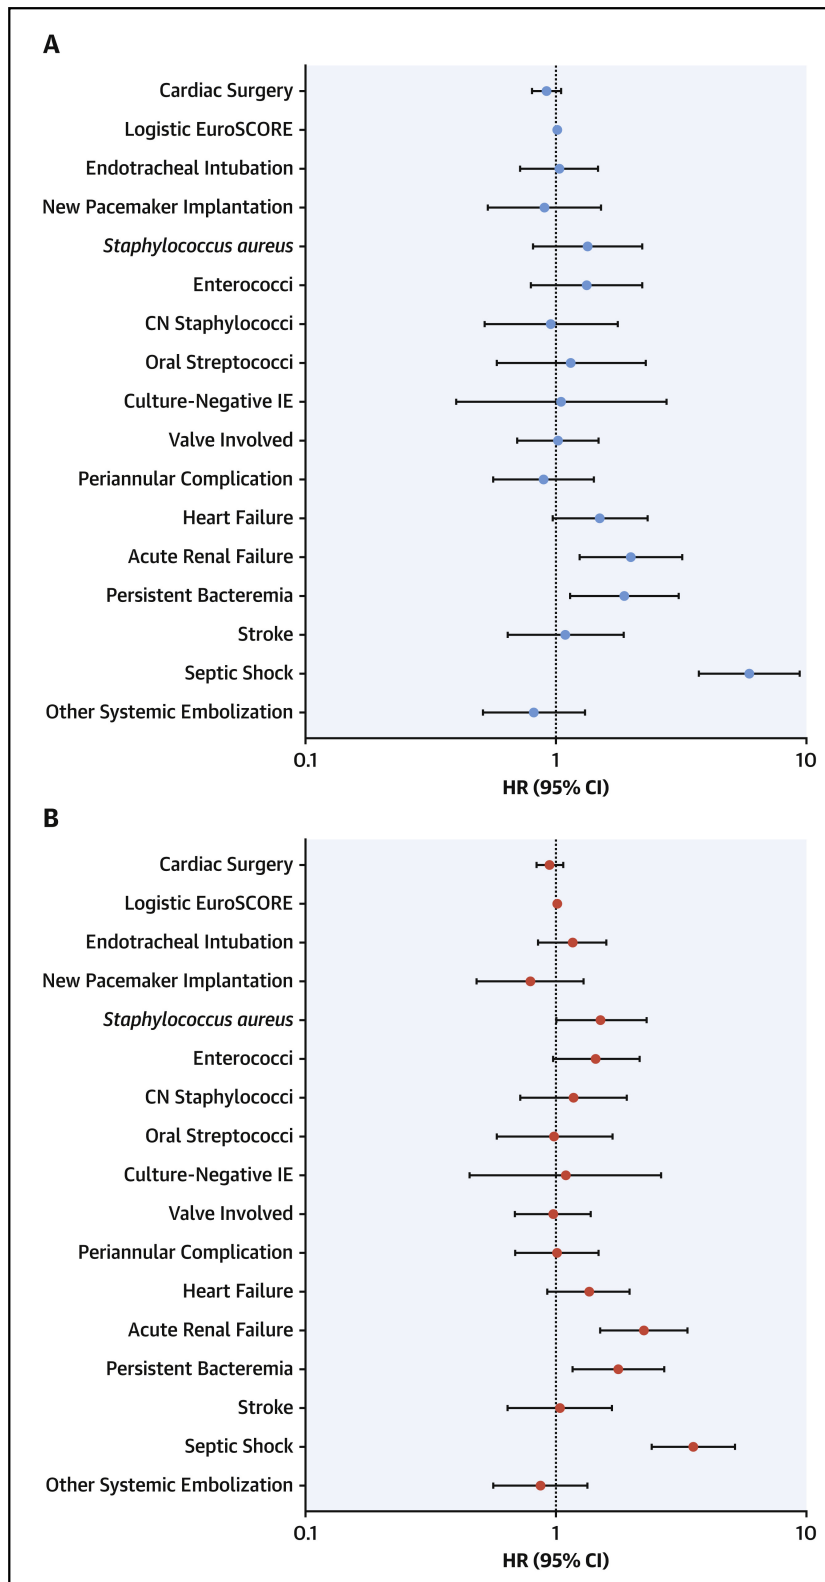 A
Cardiac Surgery
Logistic EuroSCORE
Endotracheal Intubation
New Pacemaker Implantation
Staphylococcus aureus
Enterococci
CN Staphylococci
Oral Streptococci
Culture-Negative IE
Valve Involved
Periannular Complication
Heart Failure
Acute Renal Failure
Persistent Bacteremia
Stroke
Septic Shock
Other Systemic Embolization
0.1 1 10
HR (95% CI)
B
Cardiac Surgery
Logistic EuroSCORE
Endotracheal Intubation
New Pacemaker Implantation
Staphylococcus aureus
Enterococci
CN Staphylococci
Oral Streptococci
Culture-Negative IE
Valve Involved
Periannular Complication
Heart Failure
Acute Renal Failure
Persistent Bacteremia
Stroke
Septic Shock
Other Systemic Embolization
0.1 1 10
HR (95% CI)